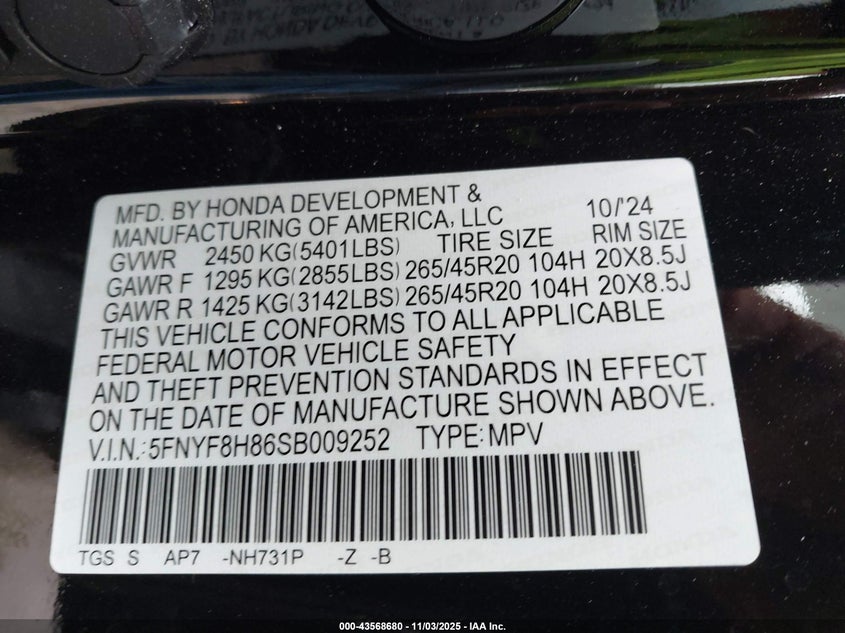 MFD. BY HONDA DEVELOPMENT &
MANUFACTURING OF AMERICA, LLC 10/'24
GVWR 2450 KG(5401LBS) TIRE SIZE RIM SIZE
GAWR F 1295 KG(2855LBS) 265/45R20 104H 20X8.5J
GAWR R 1425 KG(3142LBS) 265/45R20 104H 20X8.5J
THIS VEHICLE CONFORMS TO ALL APPLICABLE
FEDERAL MOTOR VEHICLE SAFETY
AND THEFT PREVENTION STANDARDS IN EFFECT
ON THE DATE OF MANUFACTURE SHOWN ABOVE.
V.I.N.:5FNYF8H86SB009252 TYPE:MPV
TGS S AP7 -NH731P -Z -B
000-43568680 - 11/03/2025 - IAA Inc.